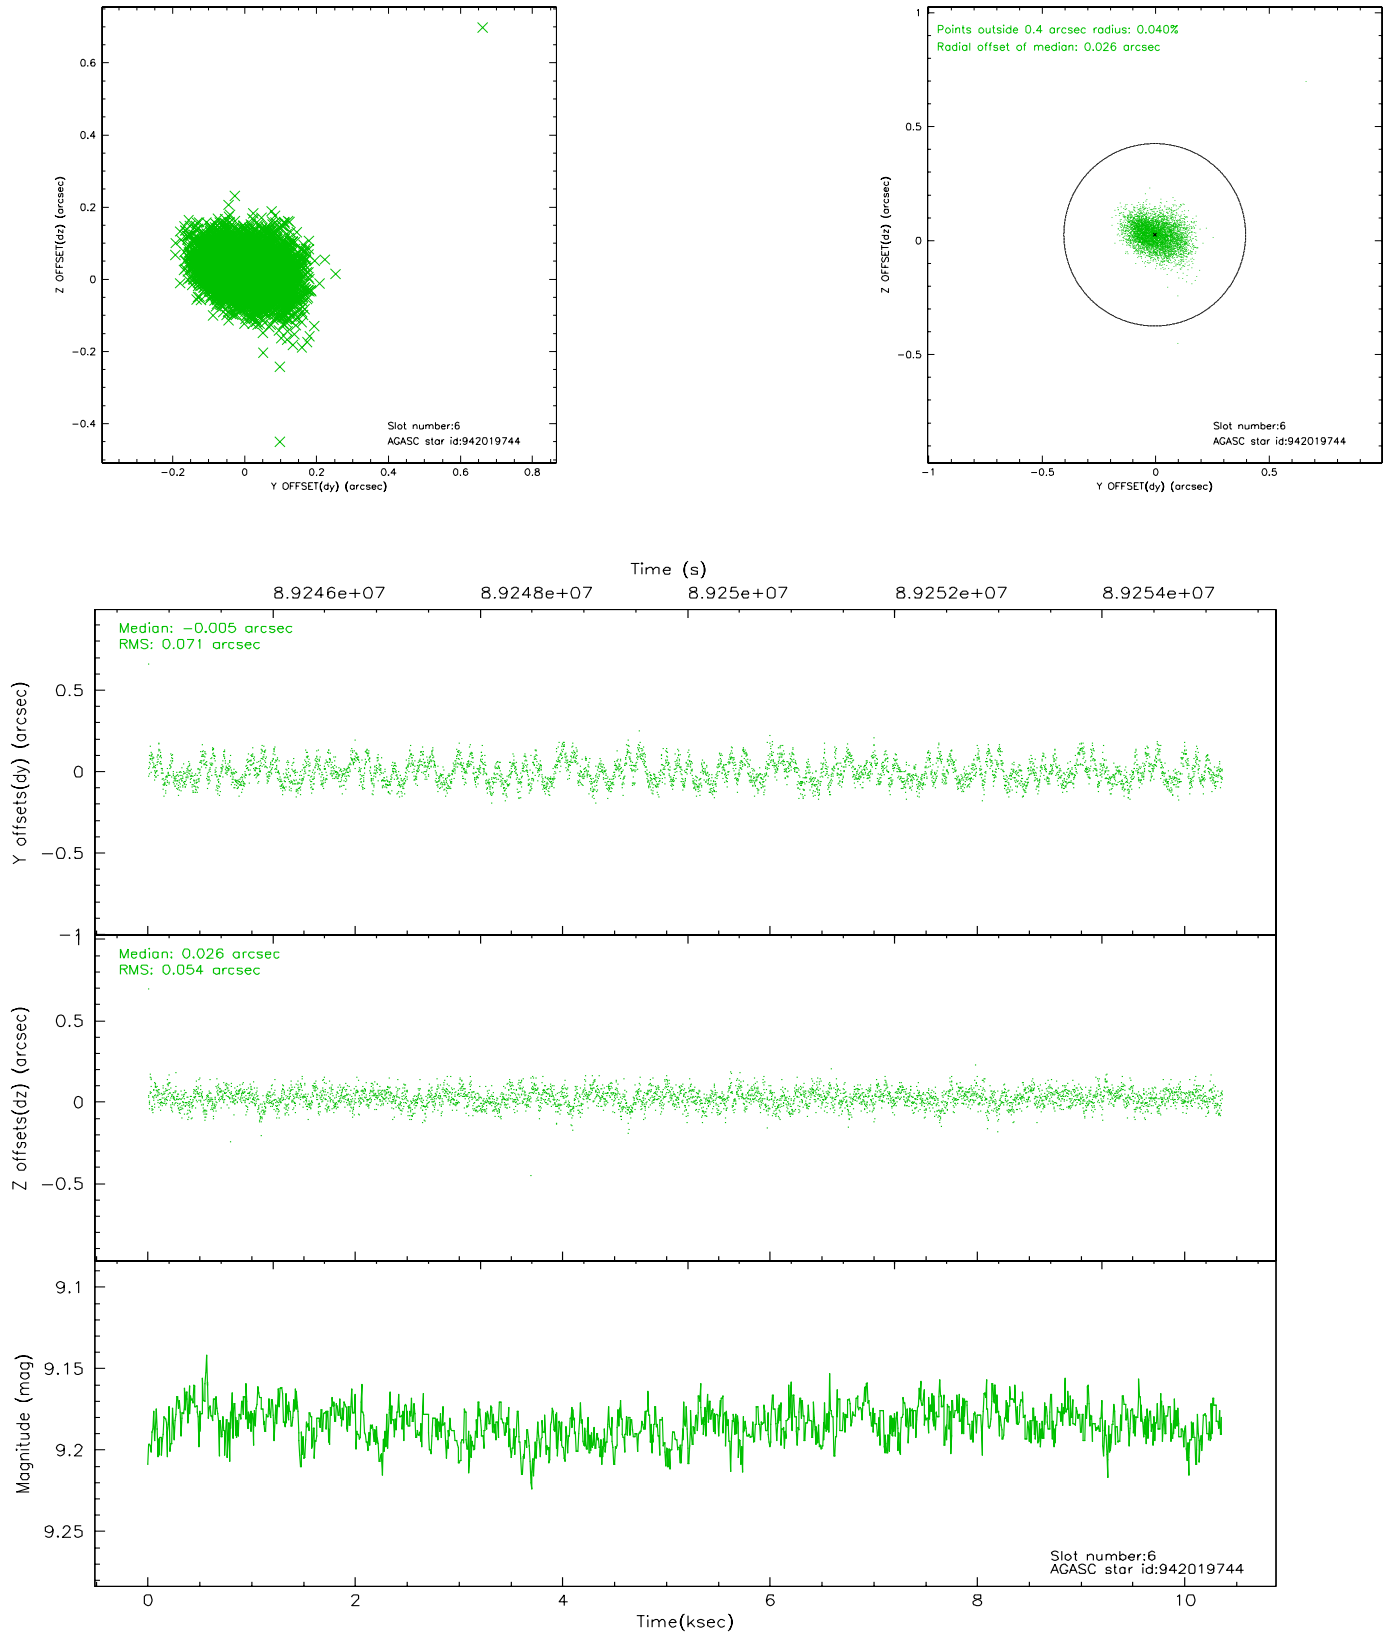 0.6
0.4
0.2
0
-0.2
-0.4
Z OFFSET(dz) (arcsec)
Slot number:6
AGASC star id:942019744
-0.2 0 0.2 0.4 0.6 0.8
Y OFFSET(dy) (arcsec)
Points outside 0.4 arcsec radius: 0.040%
Radial offset of median: 0.026 arcsec
1
0.5
0
-0.5
Z OFFSET(dz) (arcsec)
Slot number:6
AGASC star id:942019744
-1 -0.5 0 0.5
Y OFFSET(dy) (arcsec)
Time (s)
8.9246e+07 8.9248e+07 8.925e+07 8.9252e+07 8.9254e+07
Median: -0.005 arcsec
RMS: 0.071 arcsec
0.5
0
-0.5
-1
Y offsets(dy) (arcsec)
Median: 0.026 arcsec
RMS: 0.054 arcsec
1
0.5
0
-0.5
Z offsets(dz) (arcsec)
9.1
9.15
9.2
9.25
Magnitude (mag)
Slot number:6
AGASC star id:942019744
0 2 4 6 8 10
Time(ksec)